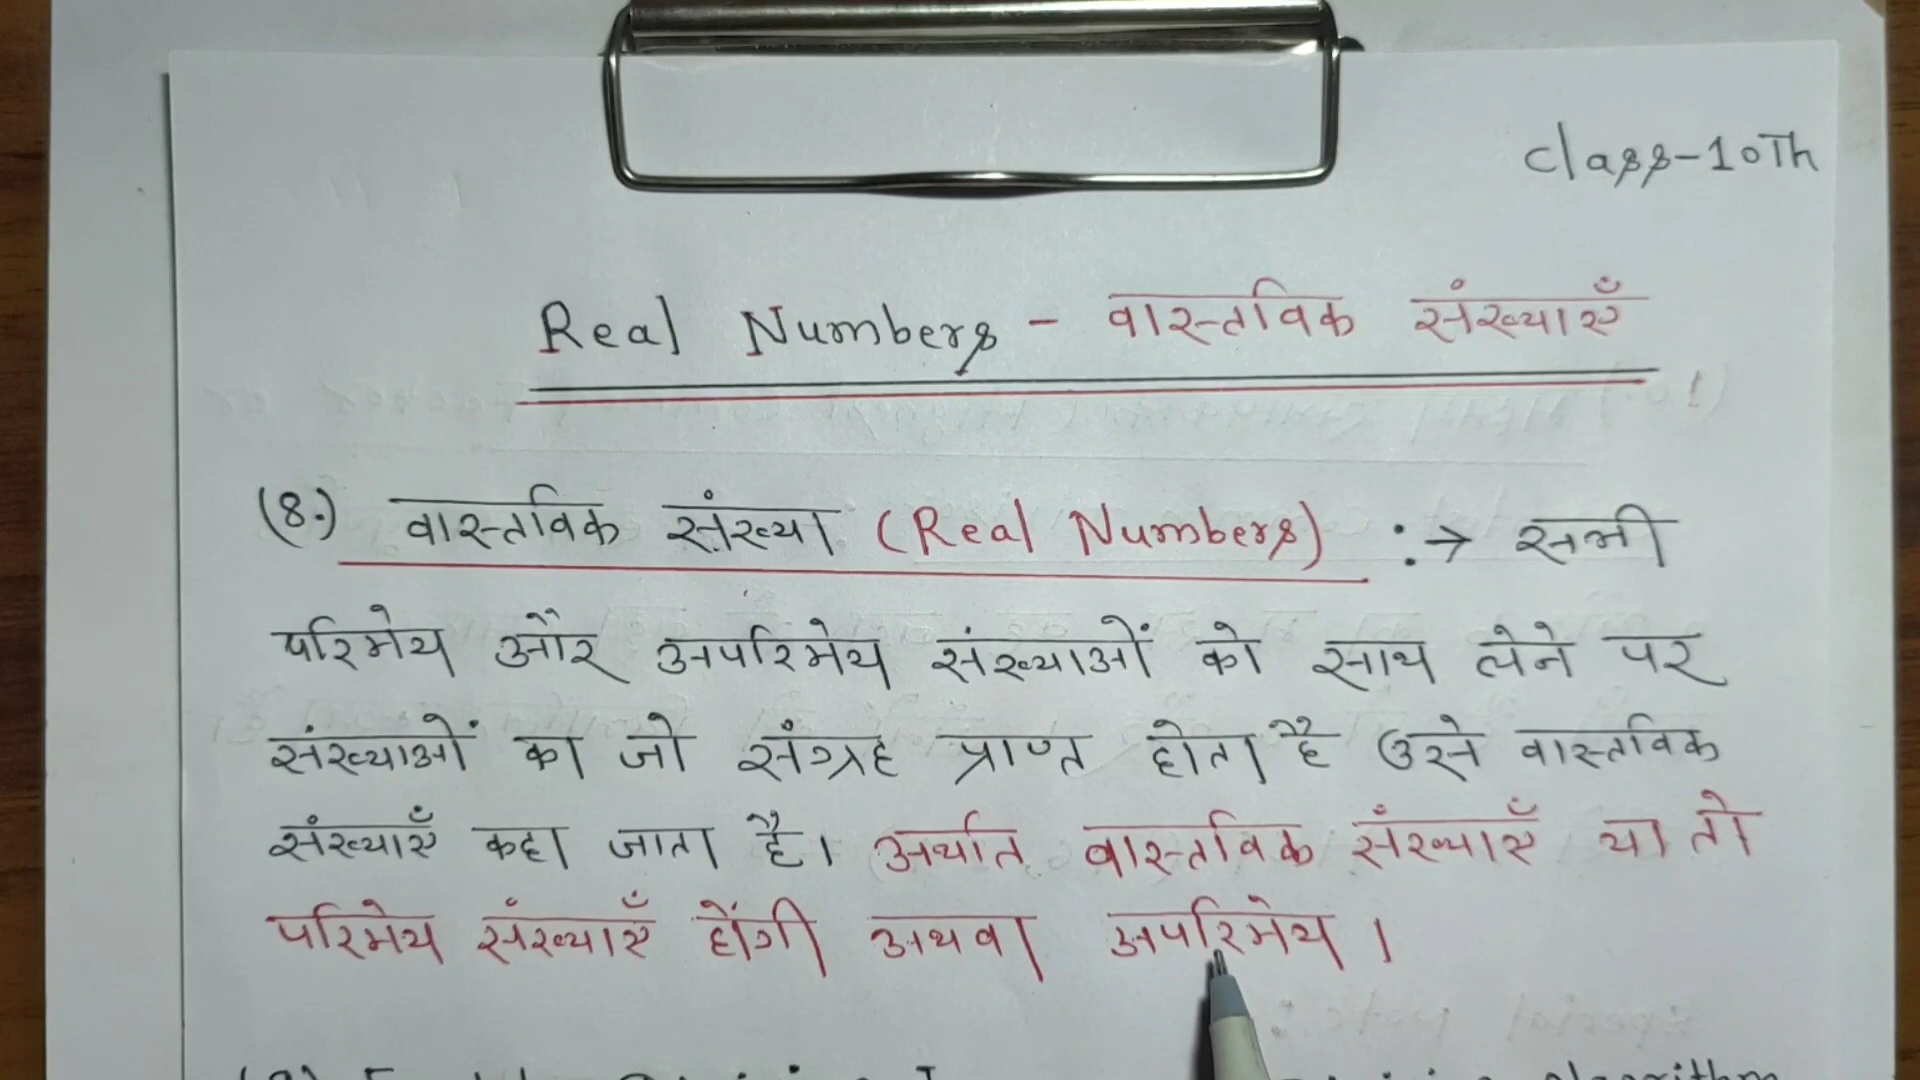 Class-10Th
Real Numbers - वास्तविक संख्याएँ
(8.) वास्तविक संख्या (Real Numbers) :→ सभी
परिमेय और अपरिमेय संख्याओं को साथ लेने पर
संख्याओं का जो संग्रह प्राप्त होता है उसे वास्तविक
संख्याएँ कहा जाता है। अर्थात वास्तविक संख्याएँ या तो
परिमेय संख्याएँ होंगी अथवा अपरिमेय।